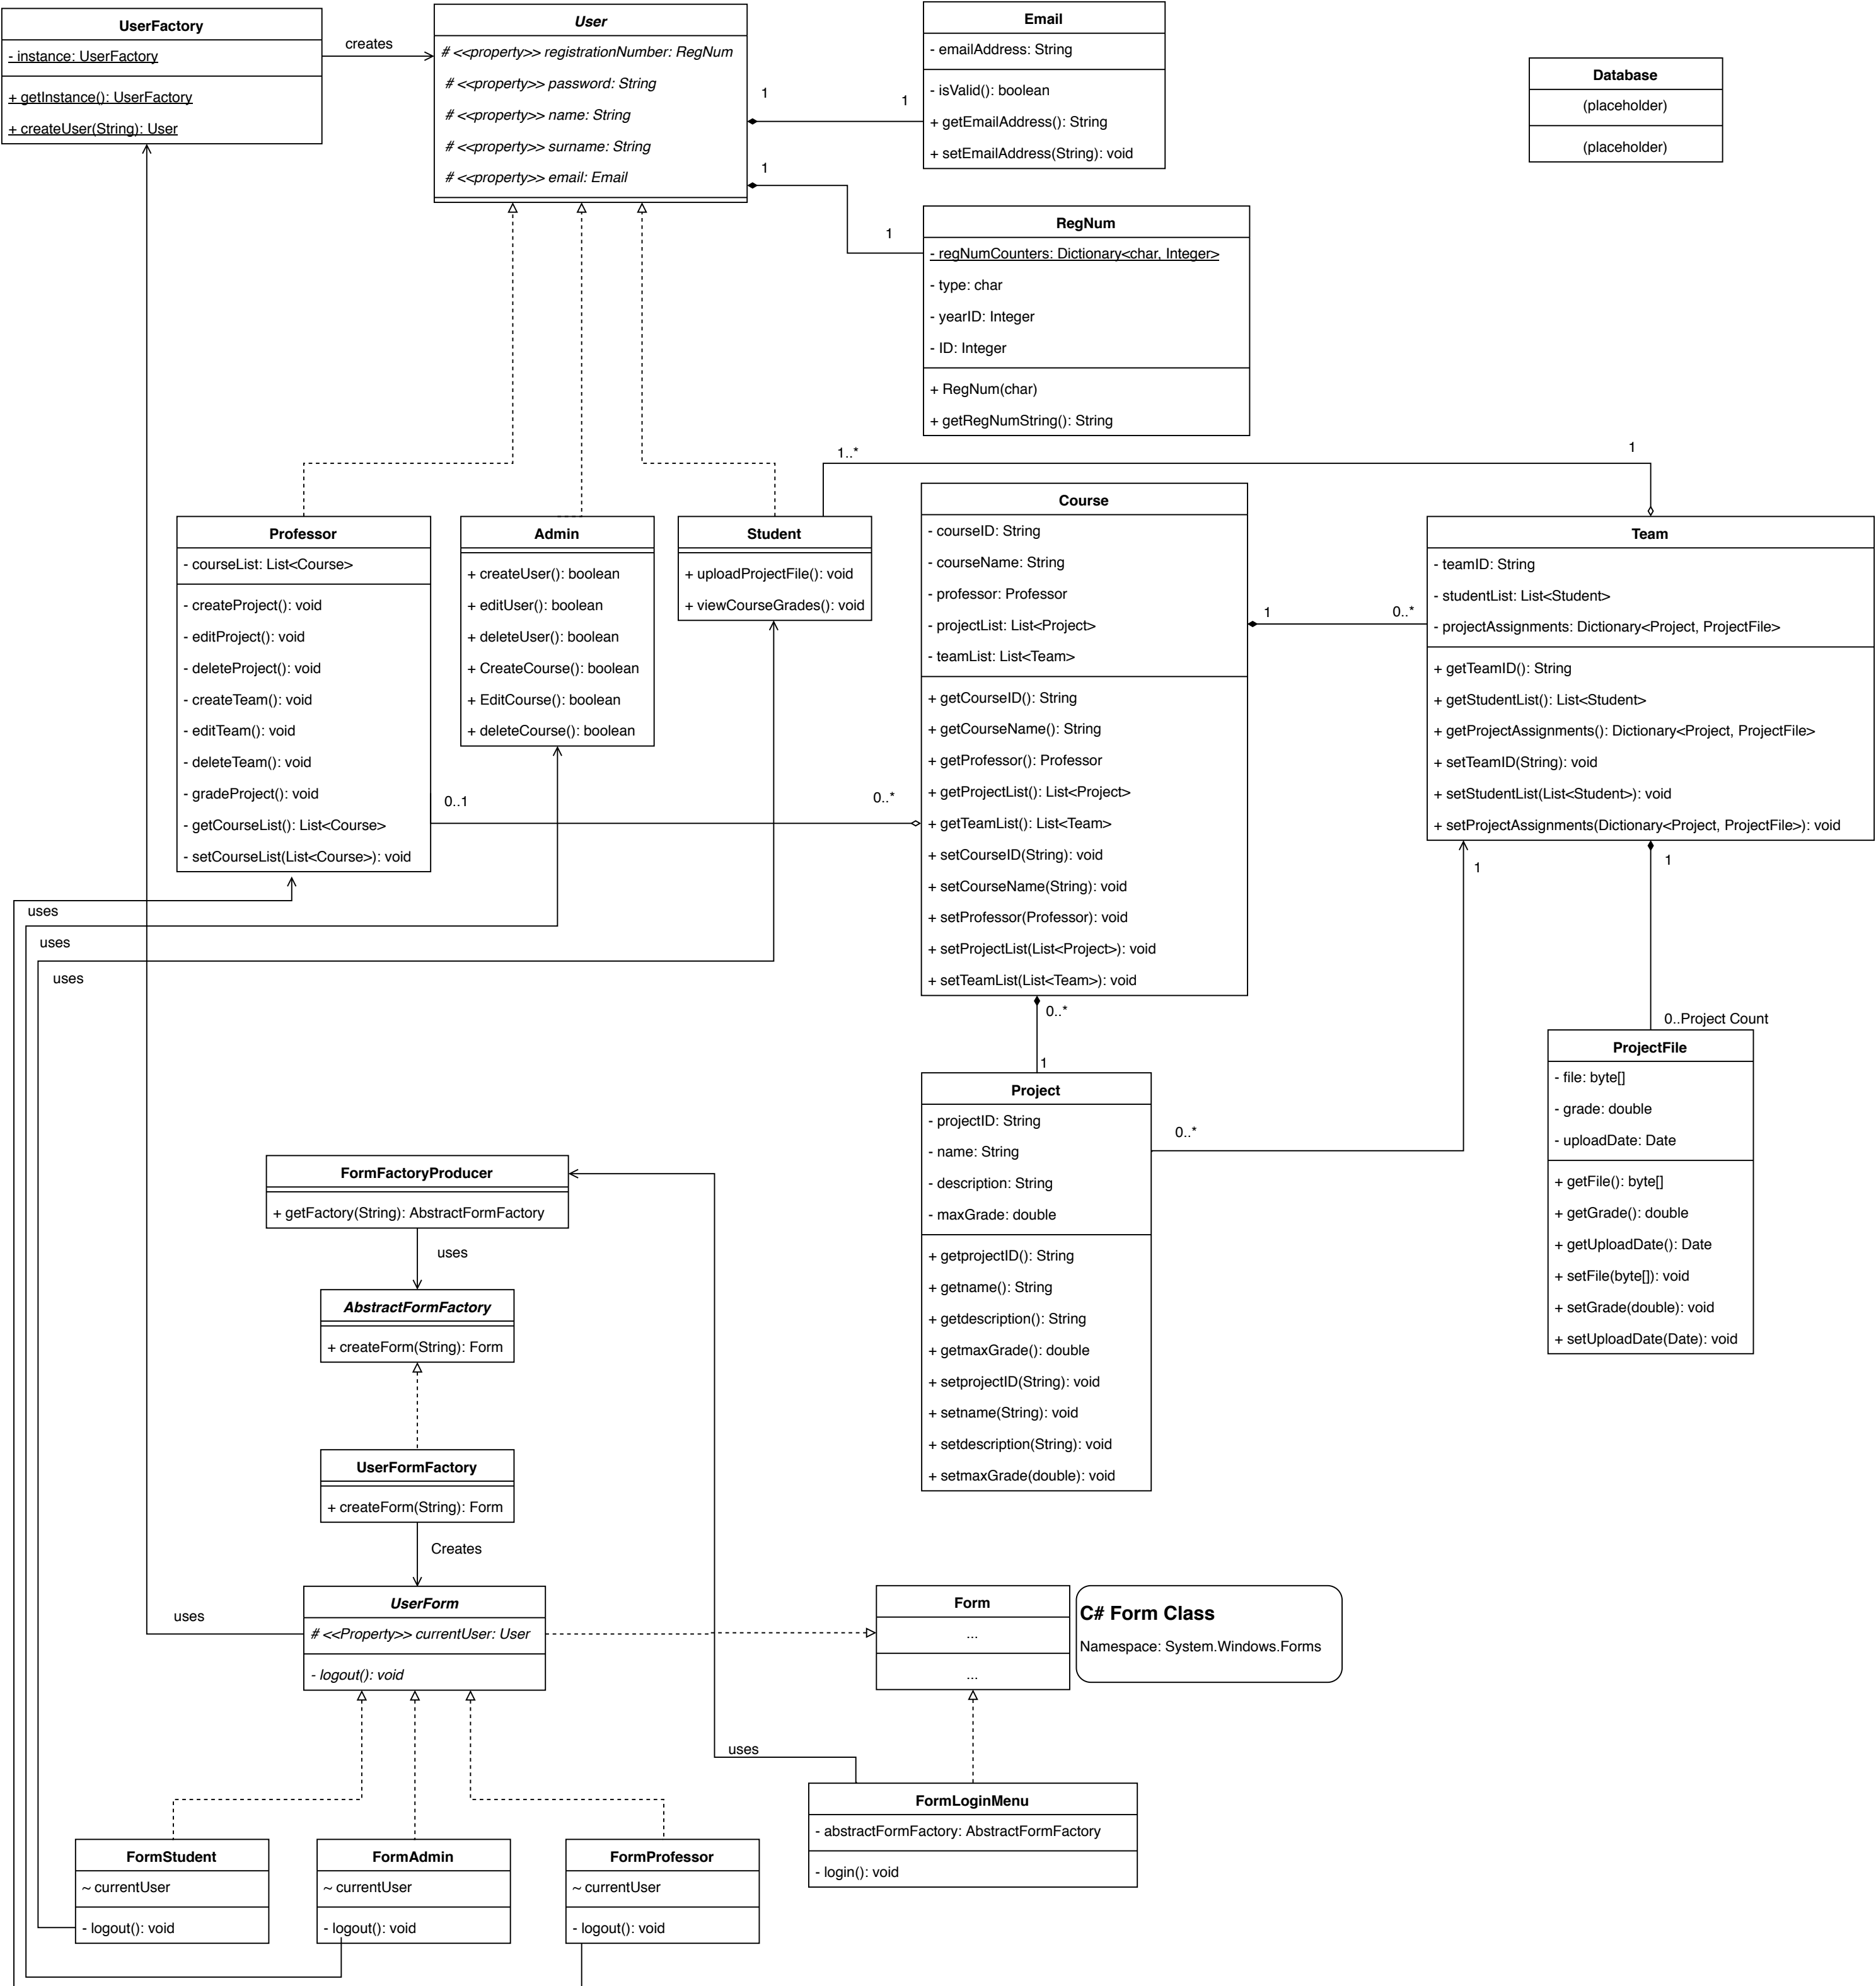 UserFactory
- instance: UserFactory
+ getInstance(): UserFactory
+ createUser(String): User
creates
User
# <<property>> registrationNumber: RegNum
# <<property>> password: String
# <<property>> name: String
# <<property>> surname: String
# <<property>> email: Email
1
1
1
1
Email
- emailAddress: String
- isValid(): boolean
+ getEmailAddress(): String
+ setEmailAddress(String): void
Database
(placeholder)
(placeholder)
RegNum
- regNumCounters: Dictionary<char, Integer>
- type: char
- yearID: Integer
- ID: Integer
+ RegNum(char)
+ getRegNumString(): String
1..*
1
Professor
- courseList: List<Course>
- createProject(): void
- editProject(): void
- deleteProject(): void
- createTeam(): void
- editTeam(): void
- deleteTeam(): void
- gradeProject(): void
- getCourseList(): List<Course>
- setCourseList(List<Course>): void
Admin
+ createUser(): boolean
+ editUser(): boolean
+ deleteUser(): boolean
+ CreateCourse(): boolean
+ EditCourse(): boolean
+ deleteCourse(): boolean
Student
+ uploadProjectFile(): void
+ viewCourseGrades(): void
Course
- courseID: String
- courseName: String
- professor: Professor
- projectList: List<Project>
- teamList: List<Team>
+ getCourseID(): String
+ getCourseName(): String
+ getProfessor(): Professor
+ getProjectList(): List<Project>
+ getTeamList(): List<Team>
+ setCourseID(String): void
+ setCourseName(String): void
+ setProfessor(Professor): void
+ setProjectList(List<Project>): void
+ setTeamList(List<Team>): void
1
0..*
Team
- teamID: String
- studentList: List<Student>
- projectAssignments: Dictionary<Project, ProjectFile>
+ getTeamID(): String
+ getStudentList(): List<Student>
+ getProjectAssignments(): Dictionary<Project, ProjectFile>
+ setTeamID(String): void
+ setStudentList(List<Student>): void
+ setProjectAssignments(Dictionary<Project, ProjectFile>): void
0..1
0..*
1
1
uses
uses
uses
0..*
1
0..Project Count
ProjectFile
- file: byte[]
- grade: double
- uploadDate: Date
+ getFile(): byte[]
+ getGrade(): double
+ getUploadDate(): Date
+ setFile(byte[]): void
+ setGrade(double): void
+ setUploadDate(Date): void
Project
- projectID: String
- name: String
- description: String
- maxGrade: double
+ getprojectID(): String
+ getname(): String
+ getdescription(): String
+ getmaxGrade(): double
+ setprojectID(String): void
+ setname(String): void
+ setdescription(String): void
+ setmaxGrade(double): void
0..*
FormFactoryProducer
+ getFactory(String): AbstractFormFactory
uses
AbstractFormFactory
+ createForm(String): Form
UserFormFactory
+ createForm(String): Form
Creates
uses
UserForm
# <<Property>> currentUser: User
- logout(): void
Form
...
...
C# Form Class
Namespace: System.Windows.Forms
uses
FormLoginMenu
- abstractFormFactory: AbstractFormFactory
- login(): void
FormStudent
~ currentUser
- logout(): void
FormAdmin
~ currentUser
- logout(): void
FormProfessor
~ currentUser
- logout(): void